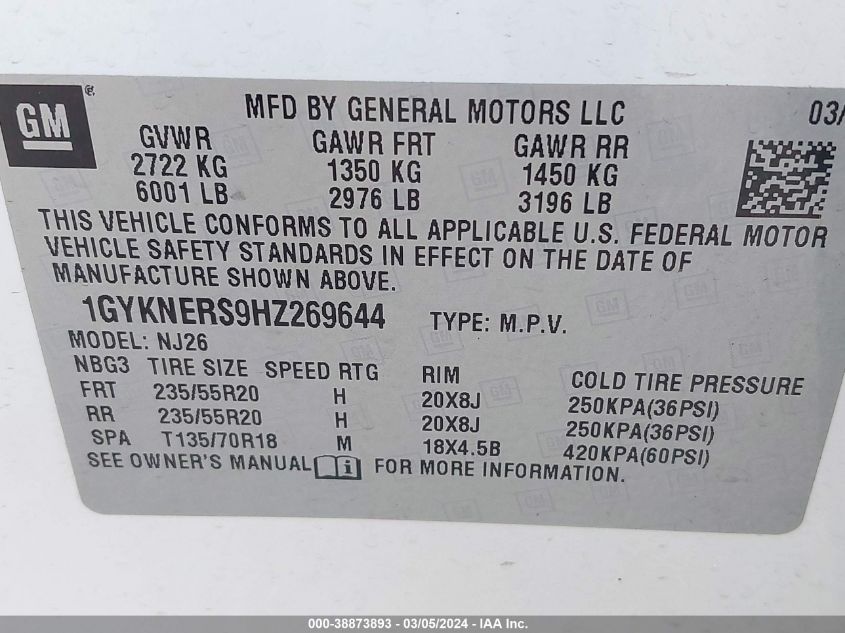 GM
MFD BY GENERAL MOTORS LLC 03/
GVWR GAWR FRT GAWR RR
2722 KG 1350 KG 1450 KG
6001 LB 2976 LB 3196 LB
THIS VEHICLE CONFORMS TO ALL APPLICABLE U.S. FEDERAL MOTOR
VEHICLE SAFETY STANDARDS IN EFFECT ON THE DATE OF
MANUFACTURE SHOWN ABOVE.
1GYKNERS9HZ269644 TYPE: M.P.V.
MODEL: NJ26
NBG3 TIRE SIZE SPEED RTG RIM COLD TIRE PRESSURE
FRT 235/55R20 H 20X8J 250KPA(36PSI)
RR 235/55R20 H 20X8J 250KPA(36PSI)
SPA T135/70R18 M 18X4.5B 420KPA(60PSI)
SEE OWNER'S MANUAL FOR MORE INFORMATION.
000-38873893 - 03/05/2024 - IAA Inc.